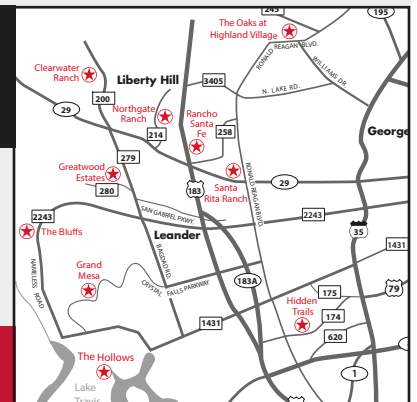 245
195
The Oaks at
Highland Village
RONALD REAGAN BLVD.
WILLIAMS DR.
Clearwater
Ranch
Liberty Hill
3405
N. LAKE RD.
200
29
Northgate
Ranch
Rancho
Santa
Fe
258
214
George
279
Greatwood
Estates
280
183
Santa
Rita Ranch
RONALD REAGAN BLVD.
29
2243
SAN GABREL PKWY.
2243
The Bluffs
Leander
35
1431
BAGDAD RD.
NAMELESS ROAD
Grand
Mesa
CRYSTAL FALLS PARKWAY
183A
175
79
Hidden
Trails
174
1431
620
The Hollows
1
Lake
Travis